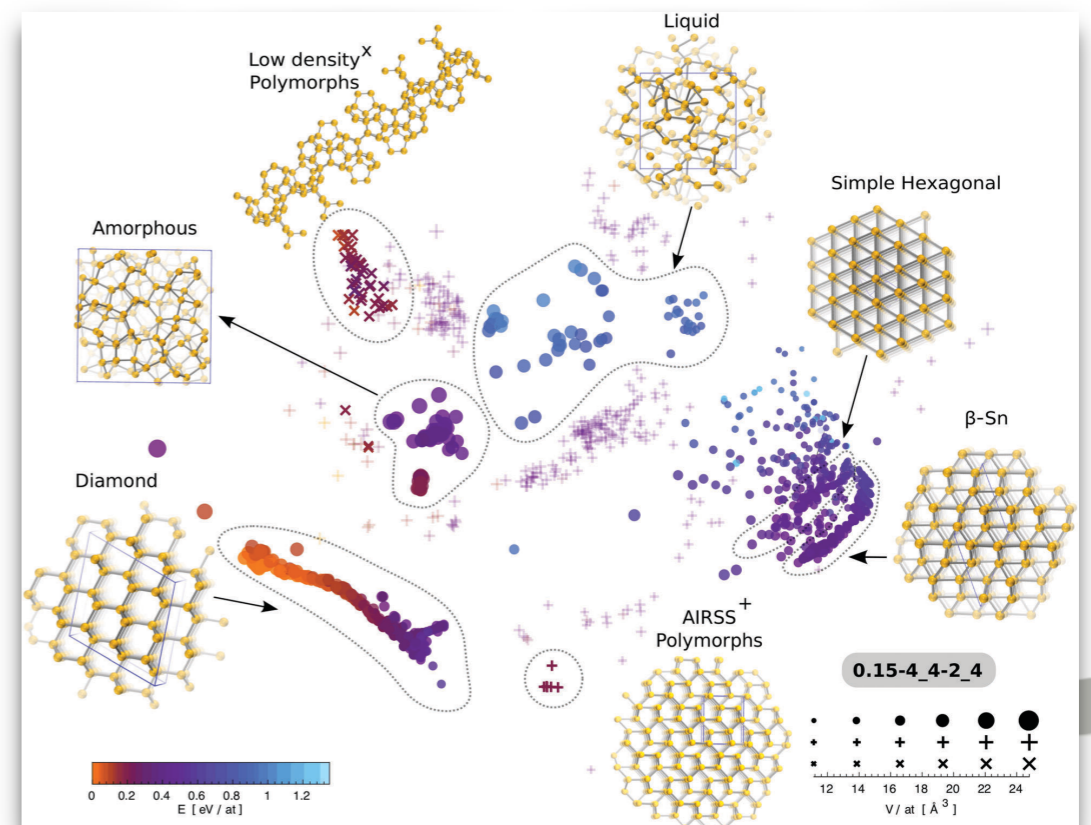 Liquid
Low density x
Polymorphs
Simple Hexagonal
Amorphous
β-Sn
Diamond
AIRSS +
Polymorphs
0.15-4_4-2_4
0 0.2 0.4 0.6 0.8 1 1.2
E [ eV / at ]
12 14 16 18 20 22 24
V / at [ Å 3 ]